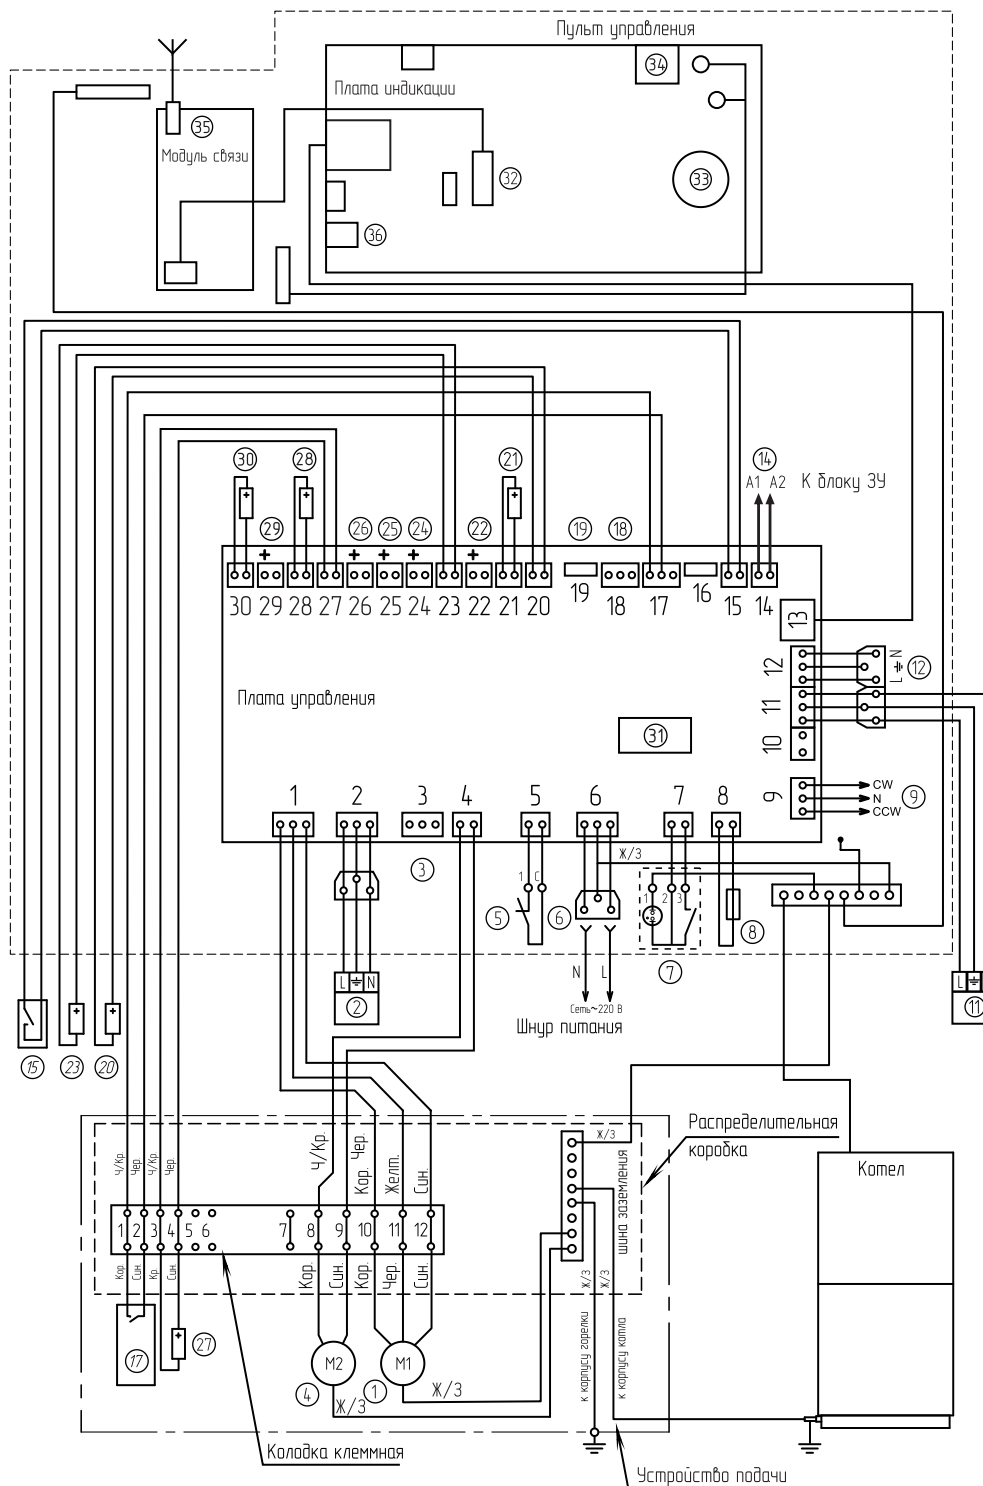 Пульт управления
34
Плата индикации
35
Модуль связи
32
33
36
30
28
21
14
А1 А2 К блоку ЗУ
29
26
25
24
22
19
18
+ + + + +
30 29 28 27 26 25 24 23 22 21 20 19 18 17 16 15 14
13
12
L N
12
Плата управления
11
31
10
1 2 3 4 5 6 7 8
9
CW
N
CCW
9
Ж/З
3
1 С
1 2 3
5
6
8
7
L N
2
N L
Сеть~220 В
Шнур питания
L
11
15
23
20
Распределительная
коробка
Ж/З
Котел
Ч/Кр.
Чер.
Ч/Кр.
Чер.
Ч/Кр.
Чер.
Кор.
Желт.
Син.
шина заземления
1 2 3 4 5 6 7 8 9 10 11 12
Кор.
Син.
Кр.
Син.
Кор.
Син.
Кор.
Чер.
Син.
Ж/З
Ж/З
к корпусу горелки
к корпусу котла
17
27
М2
М1
4
1
Ж/З
Ж/З
Колодка клеммная
Устройство подачи